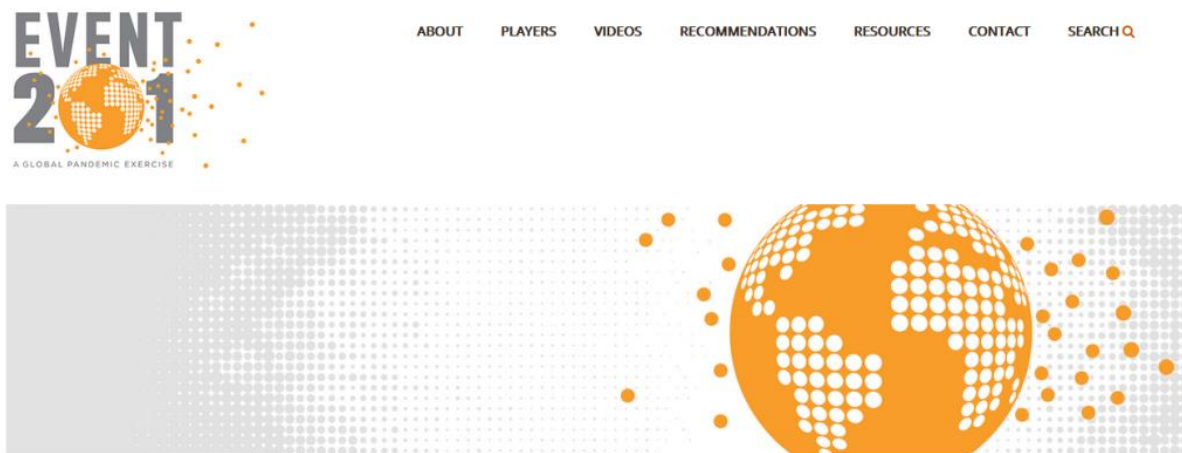 EVENT
201
A GLOBAL PANDEMIC EXERCISE
ABOUT PLAYERS VIDEOS RECOMMENDATIONS RESOURCES CONTACT SEARCH